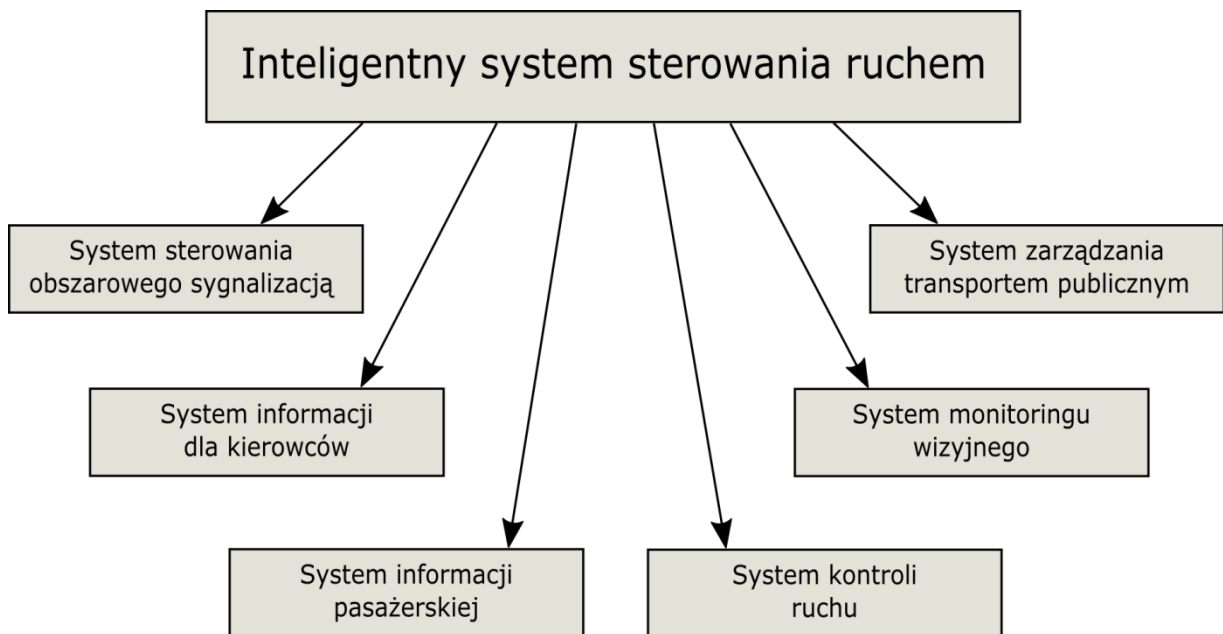 Inteligentny system sterowania ruchem
System sterowania
obszarowego sygnalizacją
System zarządzania
transportem publicznym
System informacji
dla kierowców
System monitoringu
wizyjnego
System informacji
pasażerskiej
System kontroli
ruchu